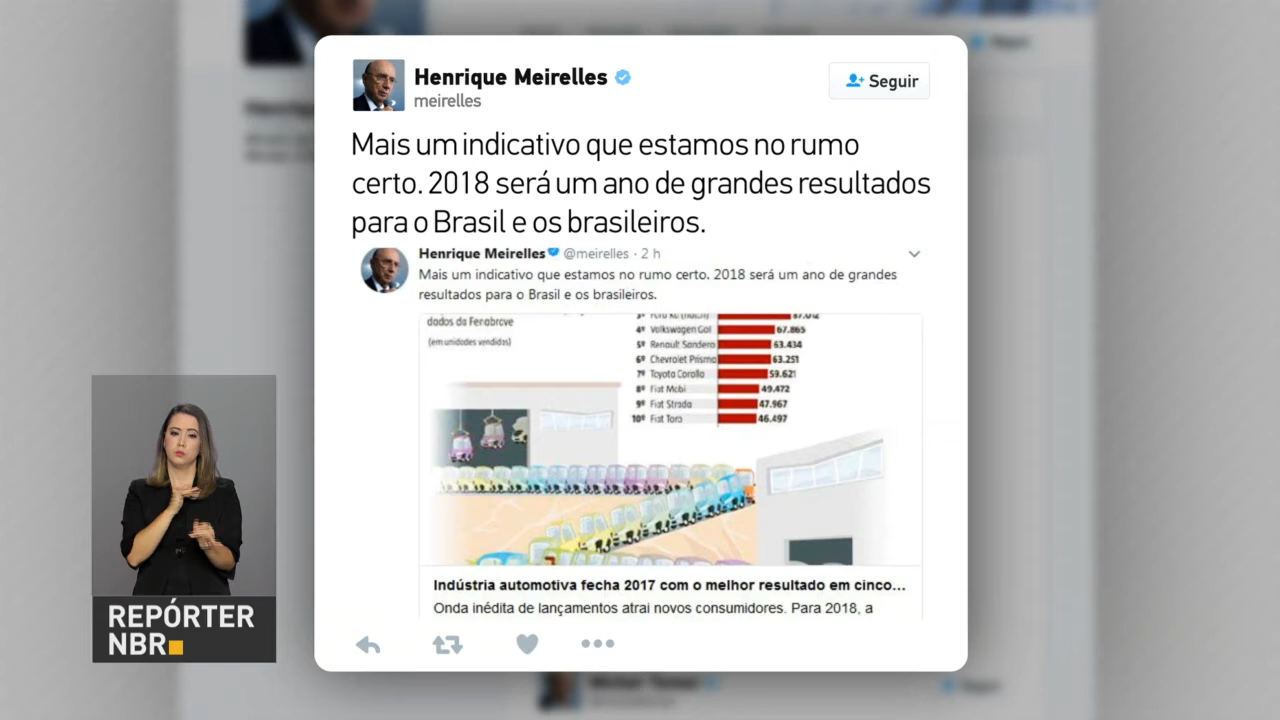 Henrique Meirelles
meirelles
Seguir
Mais um indicativo que estamos no rumo
certo. 2018 será um ano de grandes resultados
para o Brasil e os brasileiros.
Henrique Meirelles @meirelles · 2 h
Mais um indicativo que estamos no rumo certo. 2018 será um ano de grandes
resultados para o Brasil e os brasileiros.
dados da Fenabrave
(em unidades vendidas)
4º Volkswagen Gol 67.865
5º Renault Sandero 63.434
6º Chevrolet Prisma 63.251
7º Toyota Corolla 59.621
8º Fiat Mobi 49.472
9º Fiat Strada 47.967
10º Fiat Toro 46.497
Indústria automotiva fecha 2017 com o melhor resultado em cinco...
Onda inédita de lançamentos atrai novos consumidores. Para 2018, a
REPÓRTER
NBR